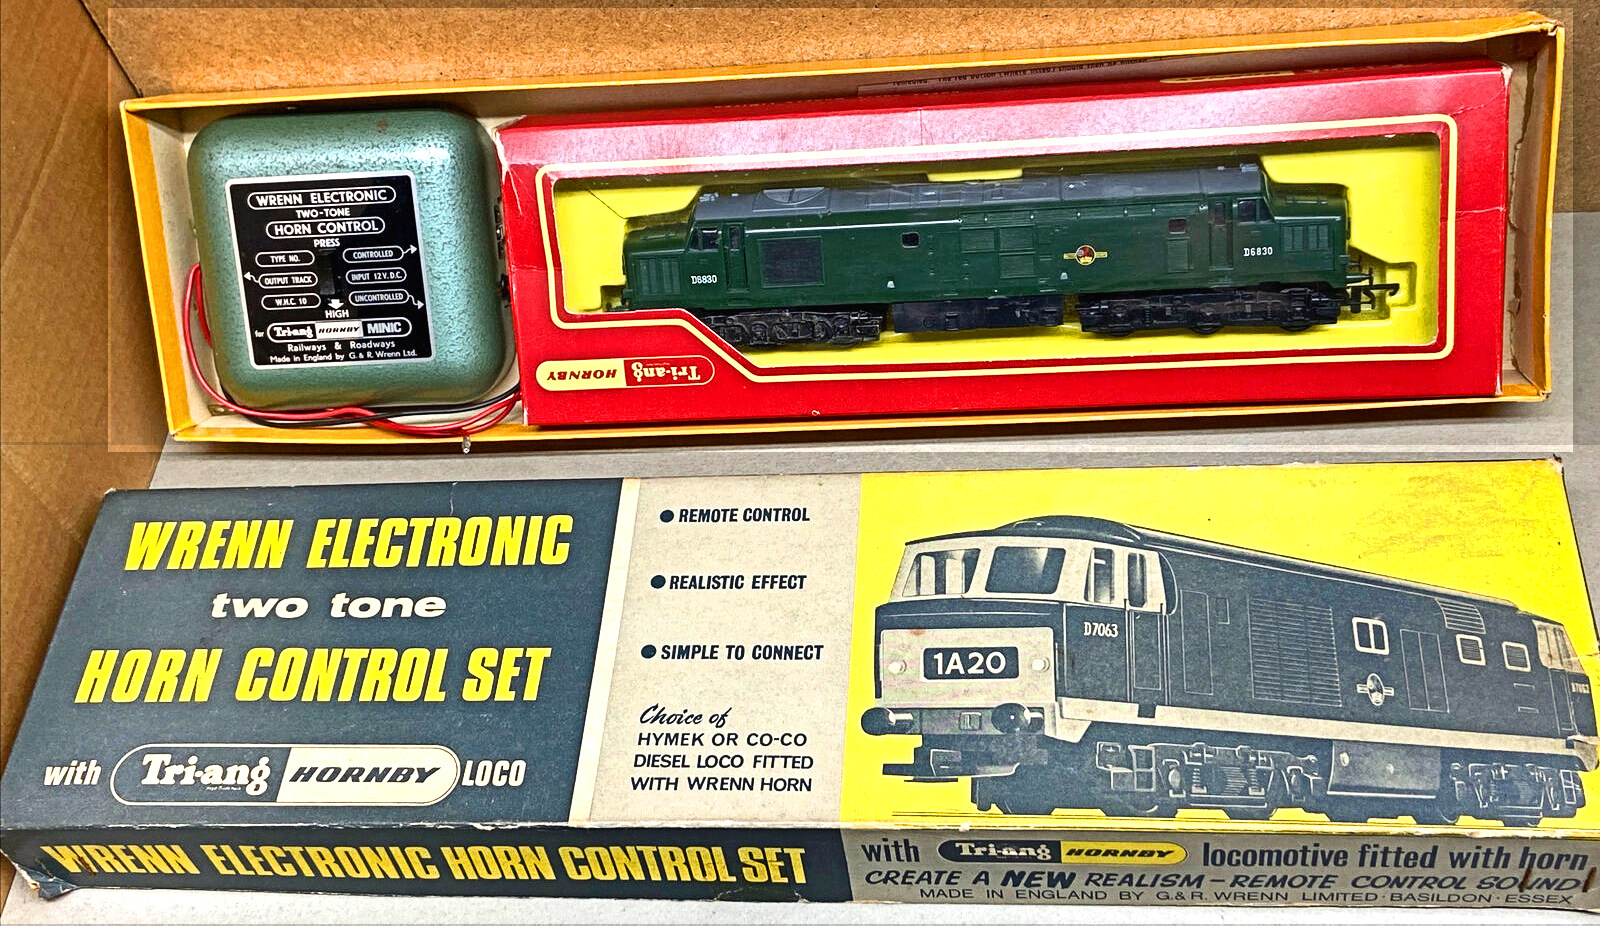 WRENN ELECTRONIC
TWO-TONE
HORN CONTROL
PRESS
TYPE NO.
CONTROLLED
OUTPUT TRACK
INPUT 12 V. D.C.
W.H.C. 10
UNCONTROLLED
HIGH
for Tri-ang HORNBY MINIC
Railways & Roadways
Made in England by G. & R. Wrenn Ltd.
D6830
D6830
Tri-ang HORNBY
WRENN ELECTRONIC
two tone
HORN CONTROL SET
with Tri-ang HORNBY LOCO
● REMOTE CONTROL
● REALISTIC EFFECT
● SIMPLE TO CONNECT
Choice of
HYMEK OR CO-CO
DIESEL LOCO FITTED
WITH WRENN HORN
D7063
1A20
D7063
WRENN ELECTRONIC HORN CONTROL SET
with Tri-ang HORNBY locomotive fitted with horn
CREATE A NEW REALISM – REMOTE CONTROL SOUND
MADE IN ENGLAND BY G. & R. WRENN LIMITED · BASILDON · ESSEX